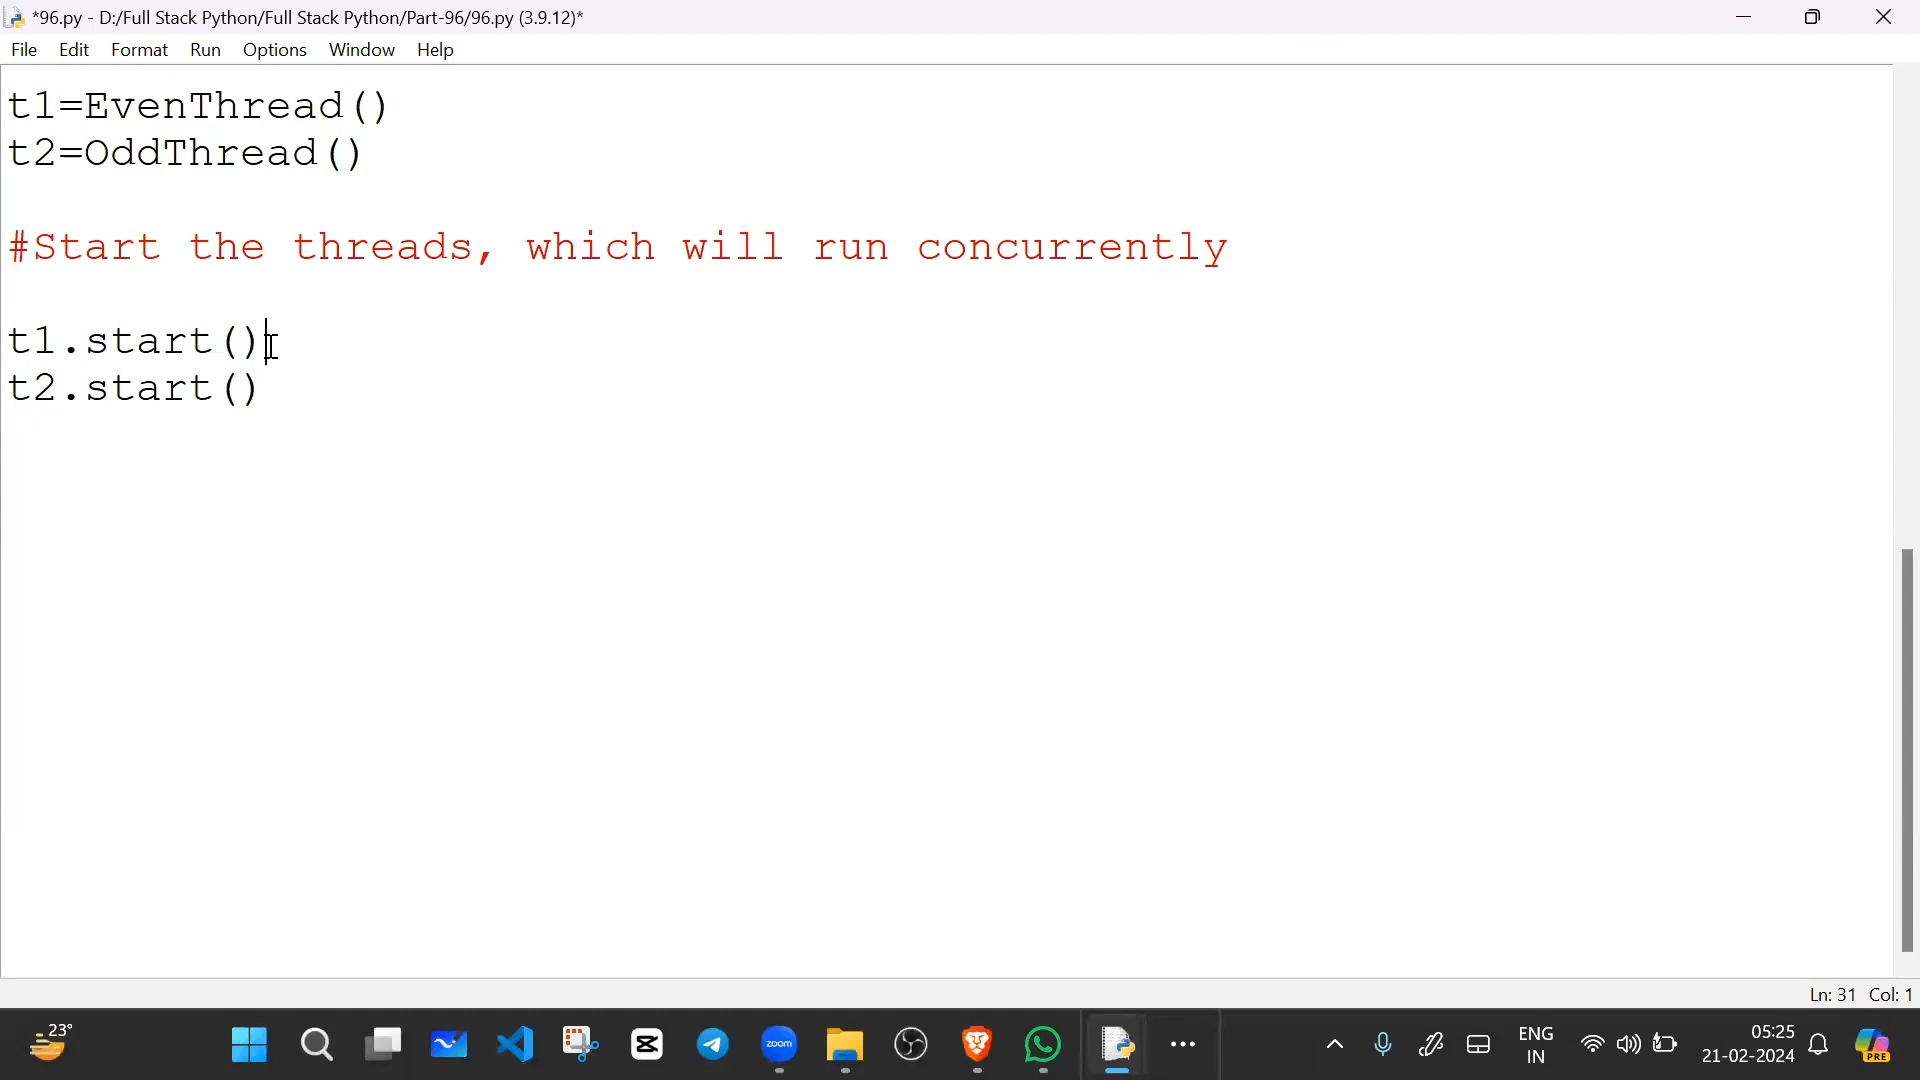 *96.py - D:/Full Stack Python/Full Stack Python/Part-96/96.py (3.9.12)*
File Edit Format Run Options Window Help
t1=EvenThread()
t2=OddThread()
#Start the threads, which will run concurrently
t1.start()
t2.start()
Ln: 31 Col: 1
23°
zoom
ENG
IN
05:25
21-02-2024
PRE